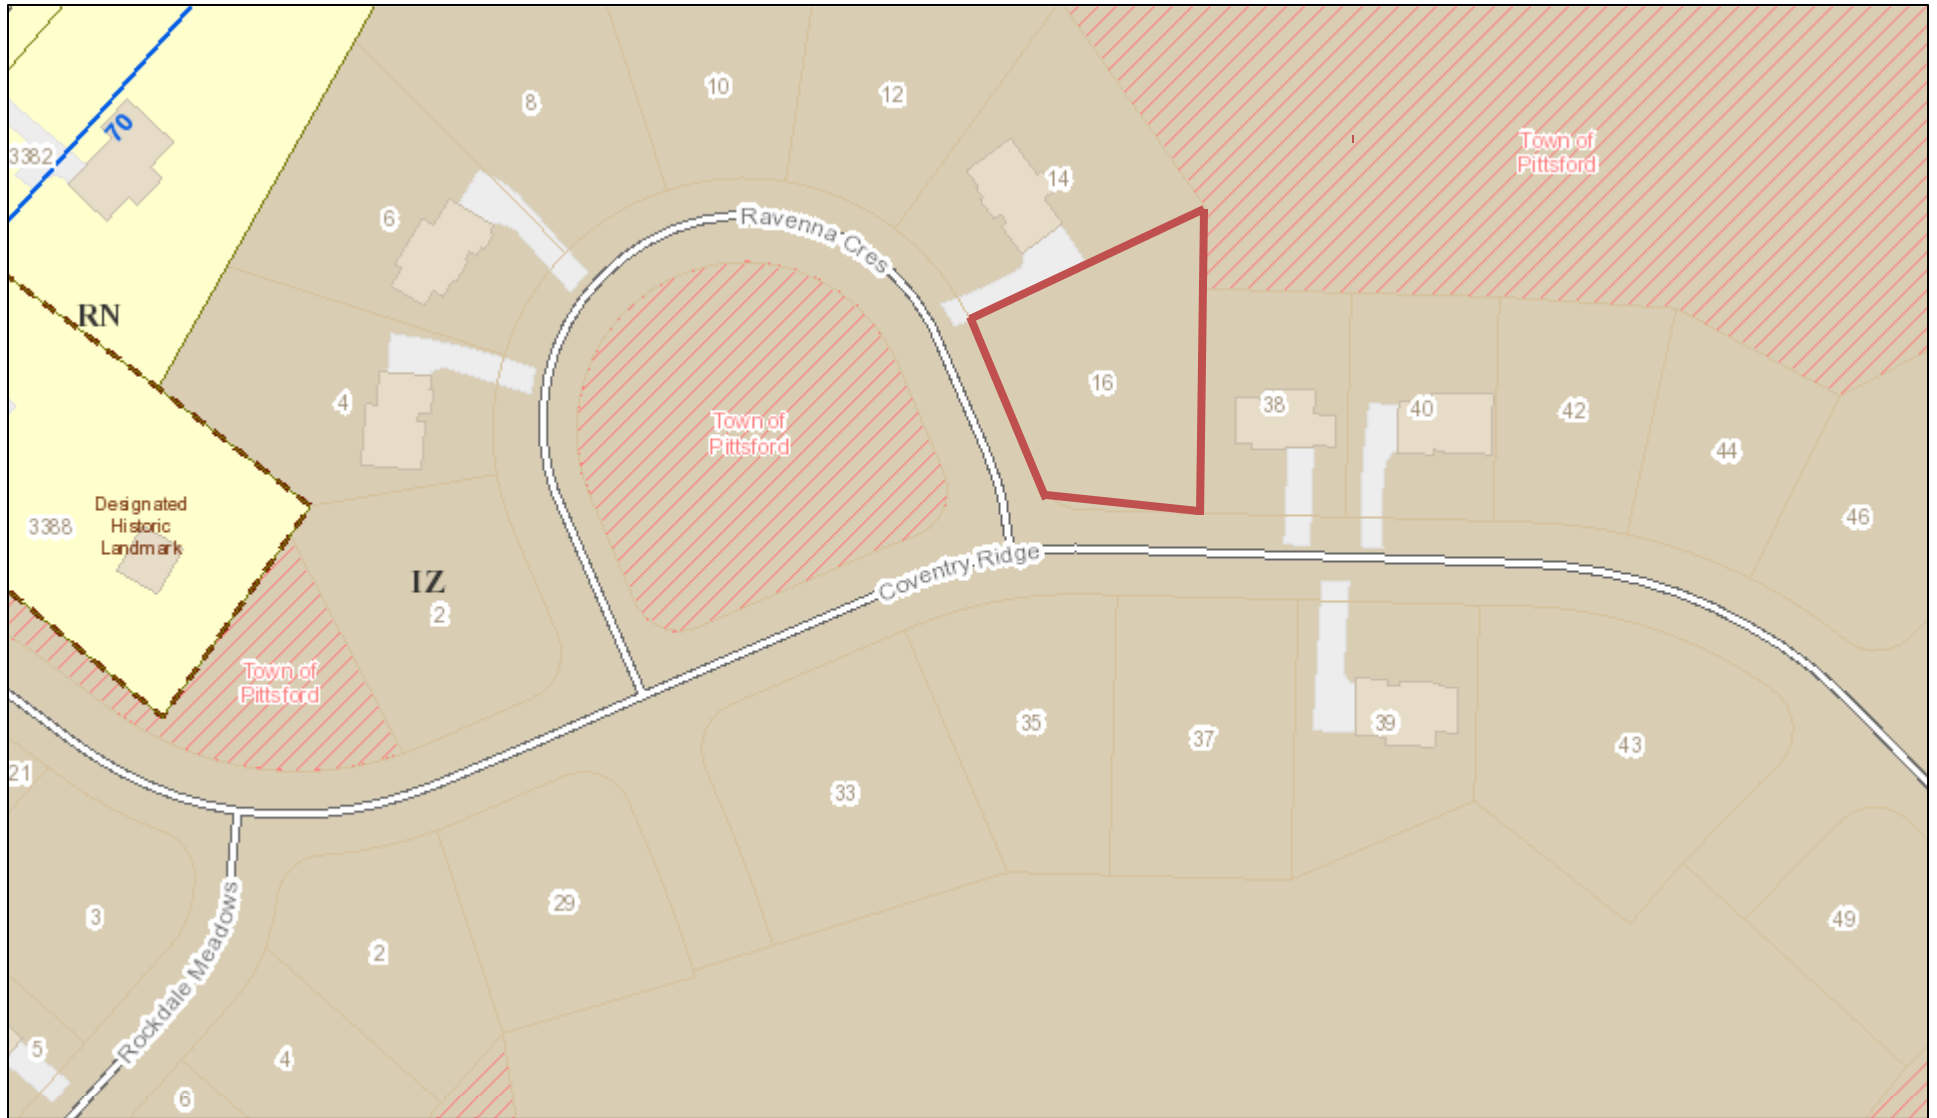 8
10
12
70
3382
Town of
Pittsford
14
6
Ravenna Cres
RN
16
4
38
40
42
Town of
Pittsford
44
Designated
Historic
Landmark
3388
46
Coventry Ridge
IZ
2
Town of
Pittsford
35
37
39
43
21
33
29
3
49
2
Rockdale Meadows
5
4
6